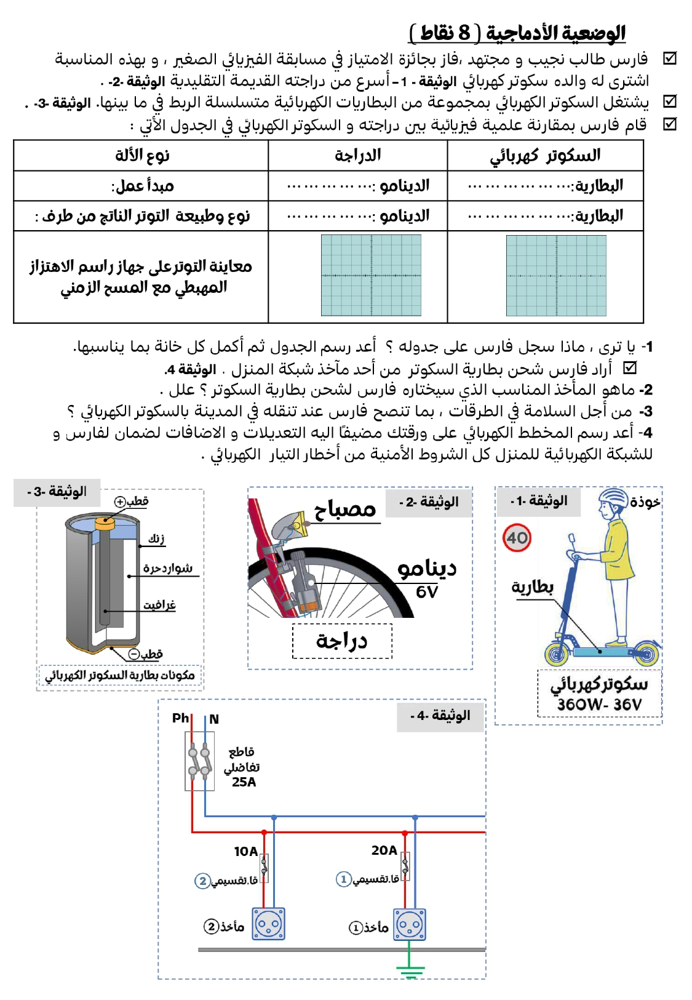 الوضعية الأدماجية ( 8 نقاط )
فارس طالب نجيب و مجتهد ،فاز بجائزة الامتياز في مسابقة الفيزيائي الصغير ، و بهذه المناسبة
اشترى له والده سكوتر كهربائي الوثيقة - 1 – أسرع من دراجته القديمة التقليدية الوثيقة -2- .
يشتغل السكوتر الكهربائي بمجموعة من البطاريات الكهربائية متسلسلة الربط في ما بينها. الوثيقة -3- .
قام فارس بمقارنة علمية فيزيائية بين دراجته و السكوتر الكهربائي في الجدول الأتي :
السكوتر كهربائي الدراجة نوع الألة
البطارية:.................. الدينامو :............... مبدأ عمل:
البطارية:.................. الدينامو :............... نوع وطبيعة التوتر الناتج من طرف :
معاينة التوترعلى جهاز راسم الاهتزاز
المهبطي مع المسح الزمني
1- يا ترى ، ماذا سجل فارس على جدوله ؟ أعد رسم الجدول ثم أكمل كل خانة بما يناسبها.
أراد فارس شحن بطارية السكوتر من أحد مآخذ شبكة المنزل . الوثيقة 4.
2- ماهو المأخذ المناسب الذي سيختاره فارس لشحن بطارية السكوتر ؟ علل .
3- من أجل السلامة في الطرقات ، بما تنصح فارس عند تنقله في المدينة بالسكوتر الكهربائي ؟
4- أعد رسم المخطط الكهربائي على ورقتك مضيفًا اليه التعديلات و الاضافات لضمان لفارس و
للشبكة الكهربائية للمنزل كل الشروط الأمنية من أخطار التيار الكهربائي .
الوثيقة -1-
خوذة
40
بطارية
سكوتركهربائي
360W- 36V
الوثيقة -2-
مصباح
دينامو
6V
دراجة
الوثيقة -3-
قطب+
زنك
شواردحرة
غرافيت
قطب−
مكونات بطارية السكوتر الكهربائي
الوثيقة -4-
Ph N
قاطع
تفاضلي
25A
20A
10A
قا.تقسيمي 1
قا.تقسيمي 2
مأخذ 1
مأخذ 2